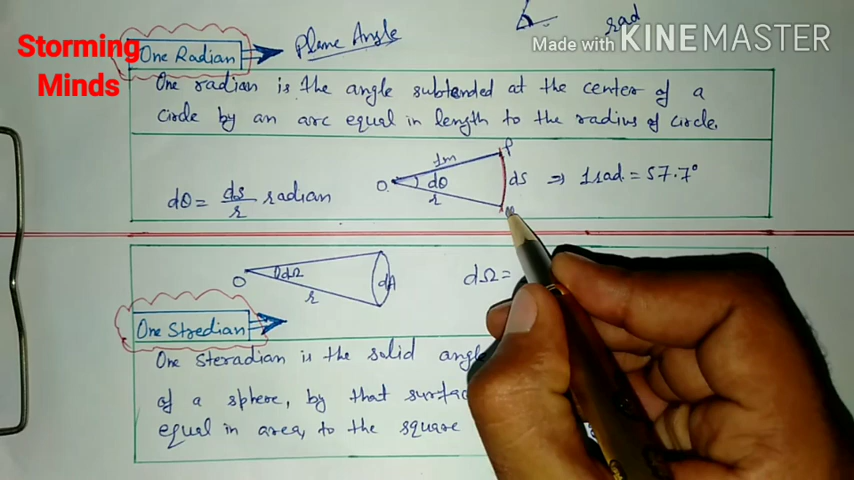 Storming
Minds
One Radian
Plane Angle
rad
Made with KINEMASTER
One radian is the angle subtended at the center of a
circle by an arc equal in length to the radius of circle.
dθ = ds/r radian
O
1m
dθ
r
P
ds
⇒ 1 rad. = 57.7°
O
dΩ
r
dA
dΩ =
One Stredian
One steradian is the solid angle
of a sphere, by that surfac
equal in area, to the square